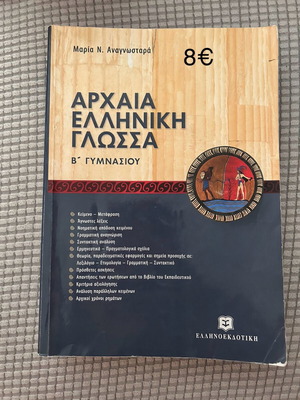 Μαρία Ν. Αναγνωσταρά
8€
ΑΡΧΑΙΑ
ΕΛΛΗΝΙΚΗ
ΓΛΩΣΣΑ
Β΄ ΓΥΜΝΑΣΙΟΥ
Κείμενο – Μετάφραση
Άγνωστες λέξεις
Νοηματική απόδοση κειμένου
Γραμματική αναγνώριση
Συντακτική ανάλυση
Ερμηνευτικά – Πραγματολογικά σχόλια
Θεωρία, παραδειγματικές εφαρμογές και σημεία προσοχής σε:
Λεξιλόγιο – Ετυμολογία – Γραμματική – Συντακτικό
Πρόσθετες ασκήσεις
Απαντήσεις των ερωτήσεων από το Βιβλίο του Εκπαιδευτικού
Κριτήρια αξιολόγησης
Ανάλυση παράλληλων κειμένων
Αρχικοί χρόνοι ρημάτων
ΕΛΛΗΝΟΕΚΔΟΤΙΚΗ